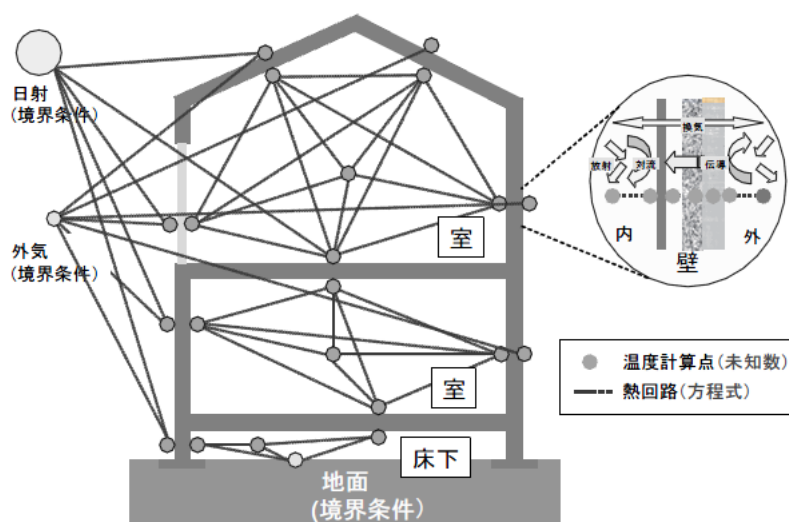 日射
(境界条件)
外気
(境界条件)
室
室
床下
地面
(境界条件)
換気
放射
対流
伝導
内
外
壁
温度計算点(未知数)
熱回路(方程式)